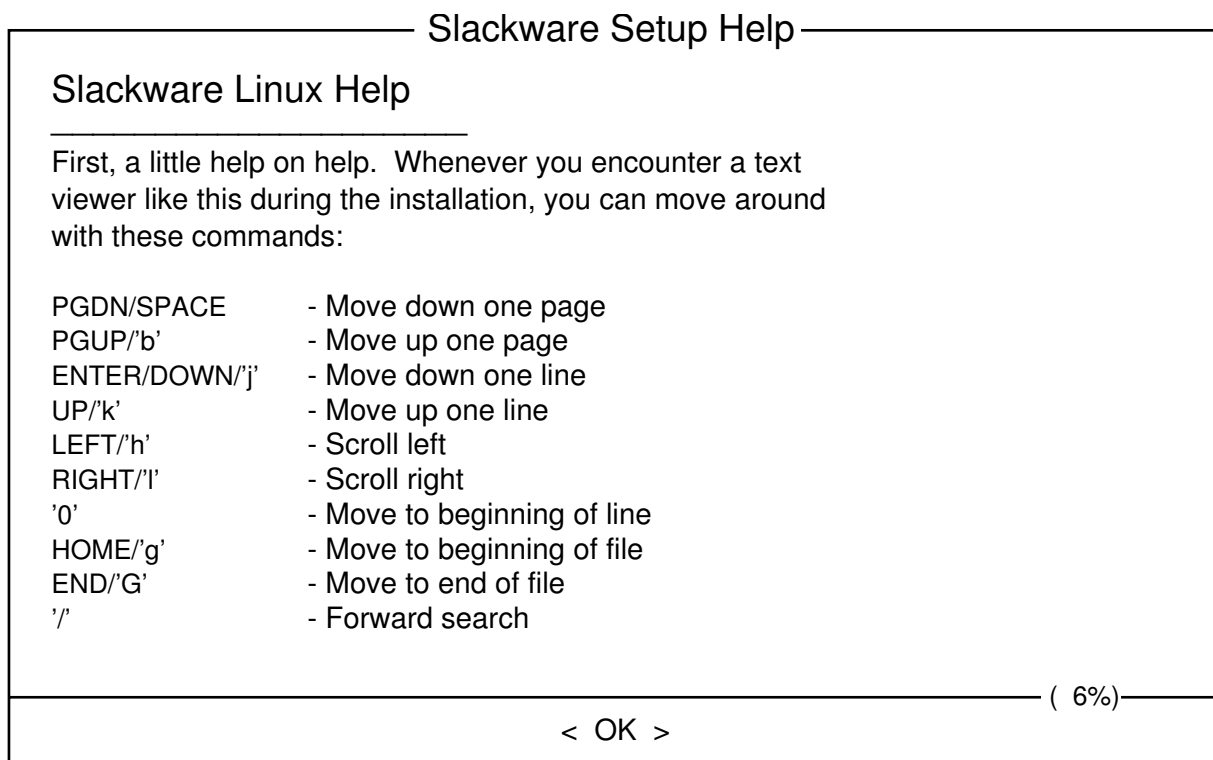 Slackware Setup Help
Slackware Linux Help
____________________
First, a little help on help.  Whenever you encounter a text
viewer like this during the installation, you can move around
with these commands:
PGDN/SPACE - Move down one page
PGUP/’b’ - Move up one page
ENTER/DOWN/’j’ - Move down one line
UP/’k’ - Move up one line
LEFT/’h’ - Scroll left
RIGHT/’l’ - Scroll right
’0’ - Move to beginning of line
HOME/’g’ - Move to beginning of file
END/’G’ - Move to end of file
’/’ - Forward search
(  6%)
<  OK  >